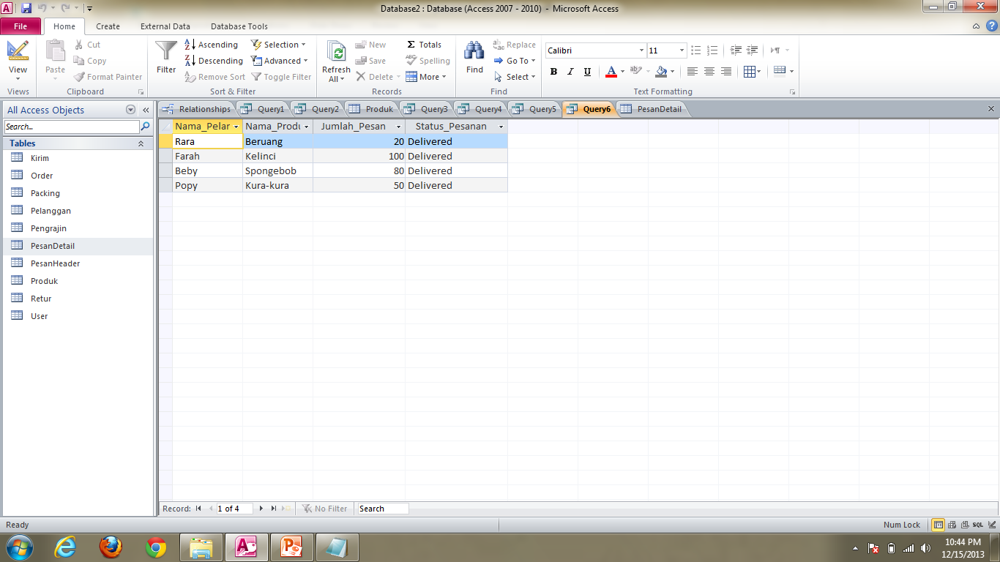 Database2 : Database (Access 2007 - 2010) - Microsoft Access
File Home Create External Data Database Tools
View
Views
Paste
Cut
Copy
Format Painter
Clipboard
Filter
Ascending
Descending
Remove Sort
Selection
Advanced
Toggle Filter
Sort & Filter
Refresh
All
New
Save
Delete
Totals
Spelling
More
Records
Find
Replace
Go To
Select
Find
Calibri 11
B I U A
Text Formatting
All Access Objects
Search...
Tables
Kirim
Order
Packing
Pelanggan
Pengrajin
PesanDetail
PesanHeader
Produk
Retur
User
Relationships Query1 Query2 Produk Query3 Query4 Query5 Query6 PesanDetail
Nama_Pelar Nama_Produ Jumlah_Pesan Status_Pesanan
Rara Beruang 20 Delivered
Farah Kelinci 100 Delivered
Beby Spongebob 80 Delivered
Popy Kura-kura 50 Delivered
Record: 1 of 4 No Filter Search
Ready Num Lock SQL
10:44 PM
12/15/2013